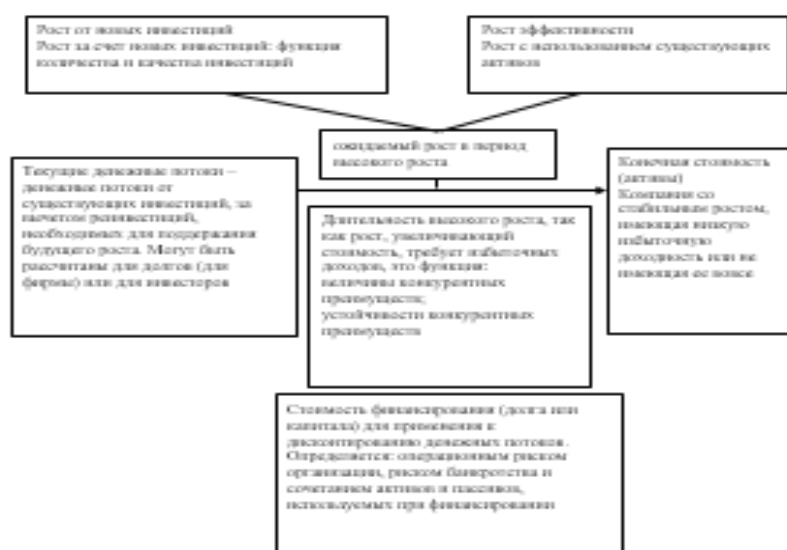 Рост от новых инвестиций
Рост за счет новых инвестиций: функция
количества и качества инвестиций
Рост эффективности
Рост с использованием существующих
активов
ожидаемый рост в период
высокого роста
Текущие денежные потоки –
денежные потоки от
существующих инвестиций, за
вычетом реинвестиций,
необходимых для поддержания
будущего роста. Могут быть
рассчитаны для долгов (для
фирмы) или для инвесторов
Длительность высокого роста, так
как рост, увеличивающий
стоимость, требует избыточных
доходов, это функция:
величины конкурентных
преимуществ;
устойчивости конкурентных
преимуществ
Конечная стоимость
(активы)
Компания со
стабильным ростом,
имеющая низкую
избыточную
доходность или не
имеющая ее вовсе
Стоимость финансирования (долга или
капитала) для применения к
дисконтированию денежных потоков.
Определяется: операционным риском
организации, риском банкротства и
сочетанием активов и пассивов,
используемых при финансировании